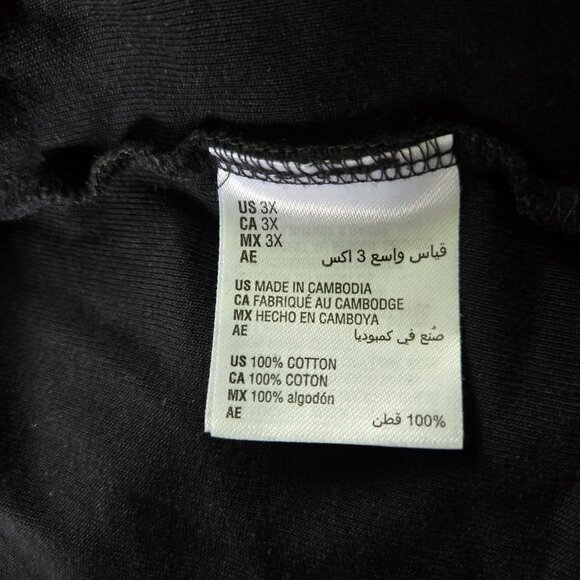 US 3X
CA 3X
MX 3X
AE قياس واسع 3 اكس
US MADE IN CAMBODIA
CA FABRIQUÉ AU CAMBODGE
MX HECHO EN CAMBOYA
AE صُنع في كمبوديا
US 100% COTTON
CA 100% COTON
MX 100% algodón
AE 100% قطن